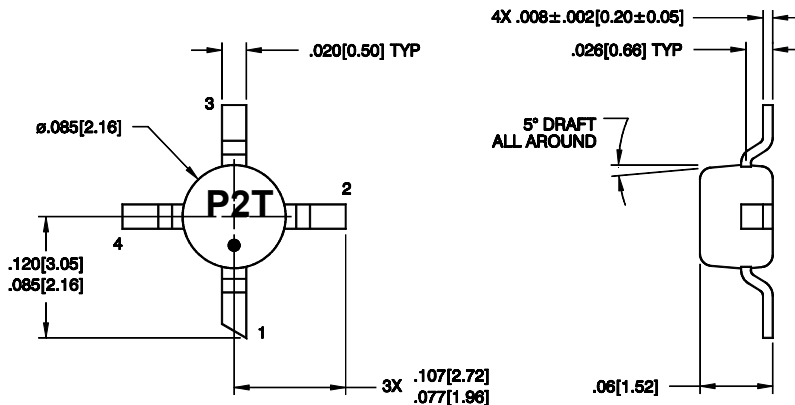 4X .008±.002[0.20±0.05]
.020[0.50] TYP
.026[0.66] TYP
3
ø.085[2.16]
5° DRAFT
ALL AROUND
P2T
2
4
.120[3.05]
.085[2.16]
1
3X .107[2.72]
.077[1.96]
.06[1.52]